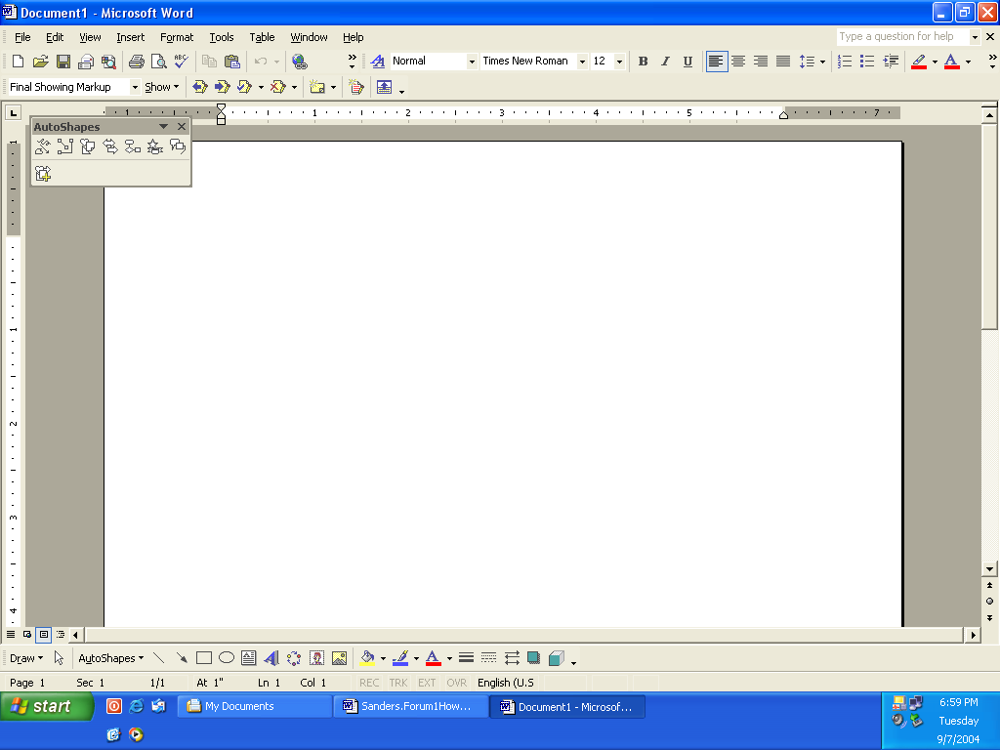 Document1 - Microsoft Word
File Edit View Insert Format Tools Table Window Help Type a question for help
Normal Times New Roman 12 B I U
Final Showing Markup Show
1 1 2 3 4 5 7
AutoShapes
1
1
2
3
4
Draw AutoShapes
Page 1 Sec 1 1/1 At 1" Ln 1 Col 1 REC TRK EXT OVR English (U.S
start My Documents Sanders.Forum1How... Document1 - Microsof...
6:59 PM
Tuesday
9/7/2004